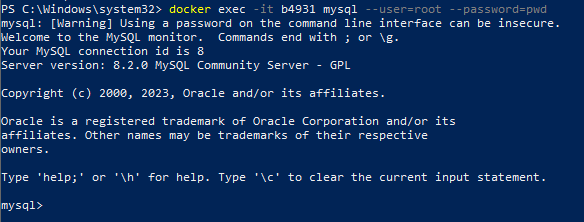 PS C:\Windows\system32> docker exec -it b4931 mysql --user=root --password=pwd
mysql: [Warning] Using a password on the command line interface can be insecure.
Welcome to the MySQL monitor.  Commands end with ; or \g.
Your MySQL connection id is 8
Server version: 8.2.0 MySQL Community Server - GPL
Copyright (c) 2000, 2023, Oracle and/or its affiliates.
Oracle is a registered trademark of Oracle Corporation and/or its
affiliates. Other names may be trademarks of their respective
owners.
Type 'help;' or '\h' for help. Type '\c' to clear the current input statement.
mysql>